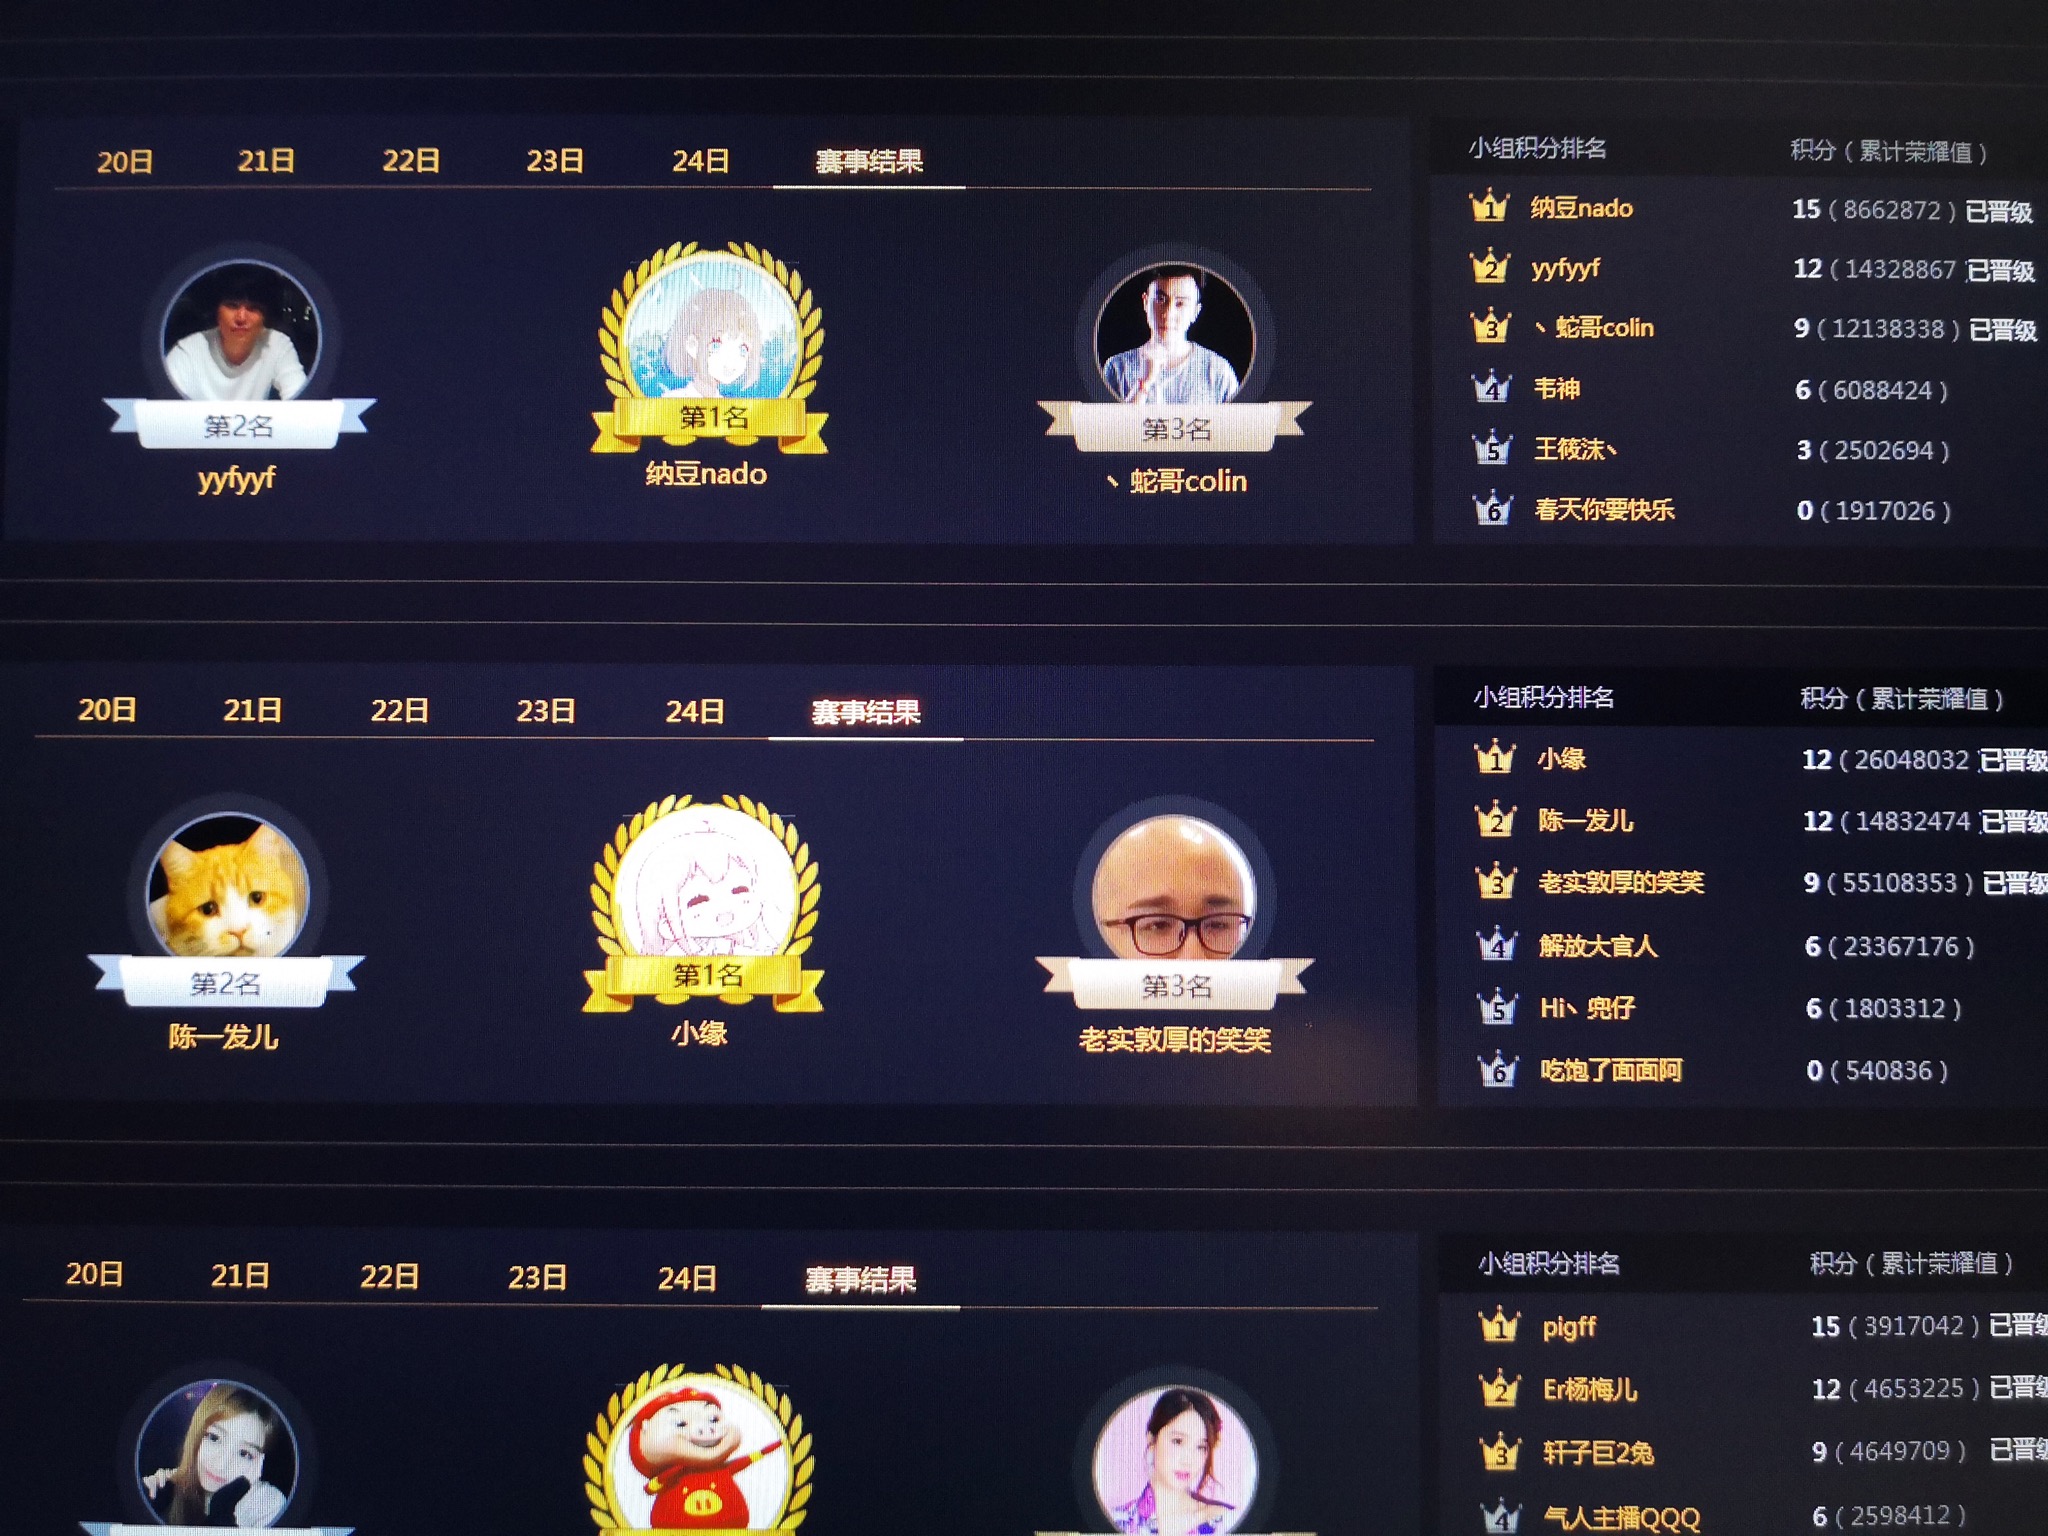 20日 21日 22日 23日 24日 赛事结果
第2名
第1名
第3名
yyfyyf
纳豆nado
丶蛇哥colin
小组积分排名 积分(累计荣耀值)
1 纳豆nado 15(8662872)已晋级
2 yyfyyf 12(14328867 已晋级
3 丶蛇哥colin 9(12138338)已晋级
4 韦神 6(6088424)
5 王筱沫丶 3(2502694)
6 春天你要快乐 0(1917026)
20日 21日 22日 23日 24日 赛事结果
第2名
第1名
第3名
陈一发儿
小缘
老实敦厚的笑笑
小组积分排名 积分(累计荣耀值)
1 小缘 12(26048032 已晋级
2 陈一发儿 12(14832474 已晋级
3 老实敦厚的笑笑 9(55108353)已晋级
4 解放大官人 6(23367176)
5 Hi丶兜仔 6(1803312)
6 吃饱了面面阿 0(540836)
20日 21日 22日 23日 24日 赛事结果
小组积分排名 积分(累计荣耀值)
1 pigff 15(3917042)已晋级
2 Er杨梅儿 12(4653225)已晋级
3 轩子巨2兔 9(4649709) 已晋级
4 气人主播QQQ 6(2598412)